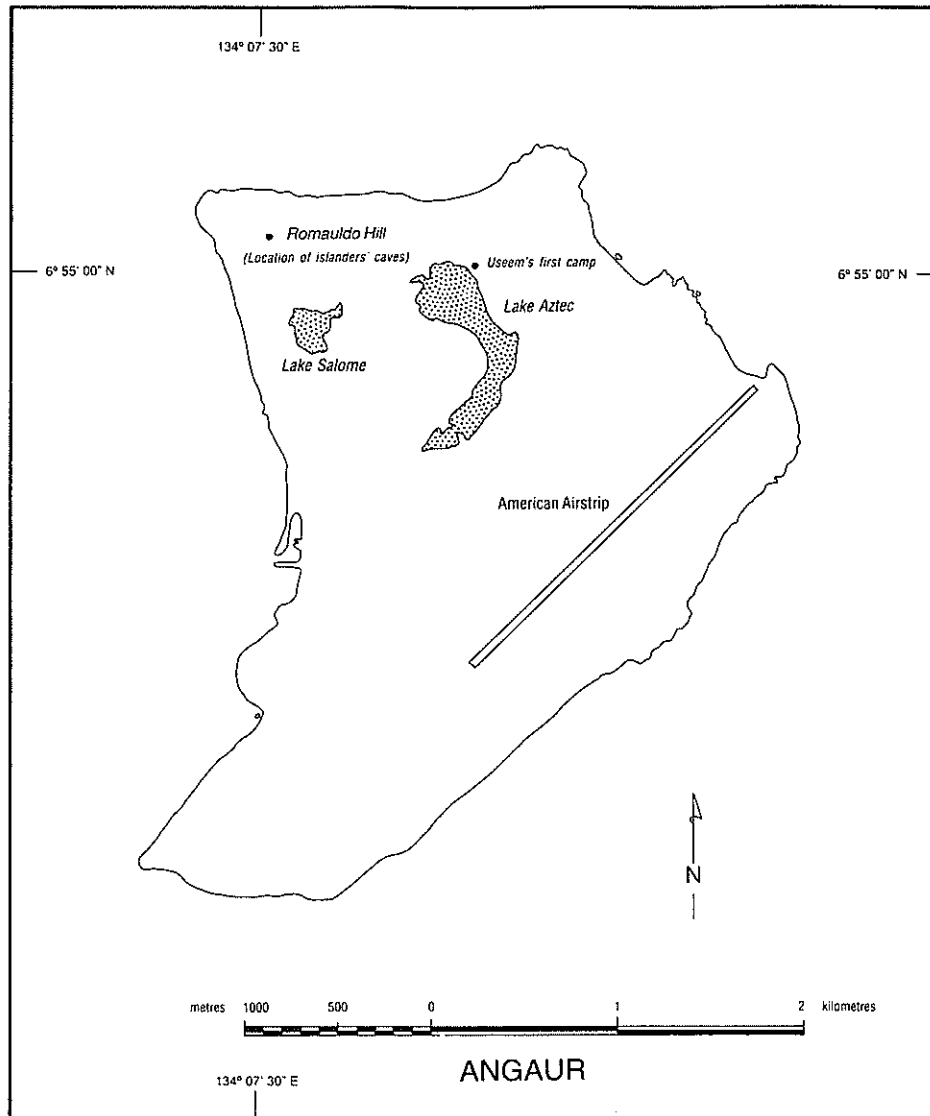 134° 07' 30" E
Romauldo Hill
(Location of islanders' caves)
6° 55' 00" N
Useem's first camp
6° 55' 00" N
Lake Aztec
Lake Salome
American Airstrip
N
metres 1000 500 0 1 2 kilometres
ANGAUR
134° 07' 30" E